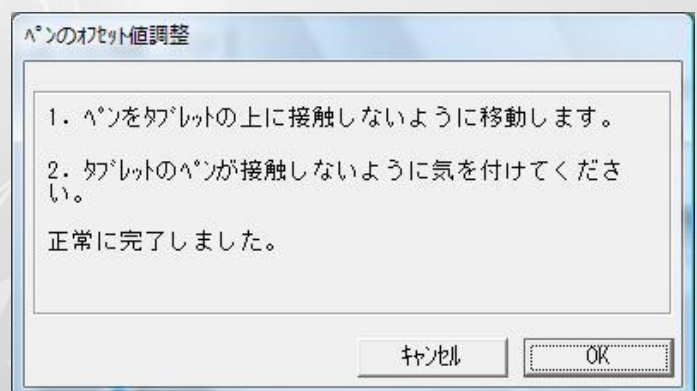 ﾍﾟﾝのｵﾌｾｯﾄ値調整
1．ﾍﾟﾝをﾀﾌﾞﾚｯﾄの上に接触しないように移動します。
2．ﾀﾌﾞﾚｯﾄのﾍﾟﾝが接触しないように気を付けてくださ
い。
正常に完了しました。
ｷｬﾝｾﾙ
OK